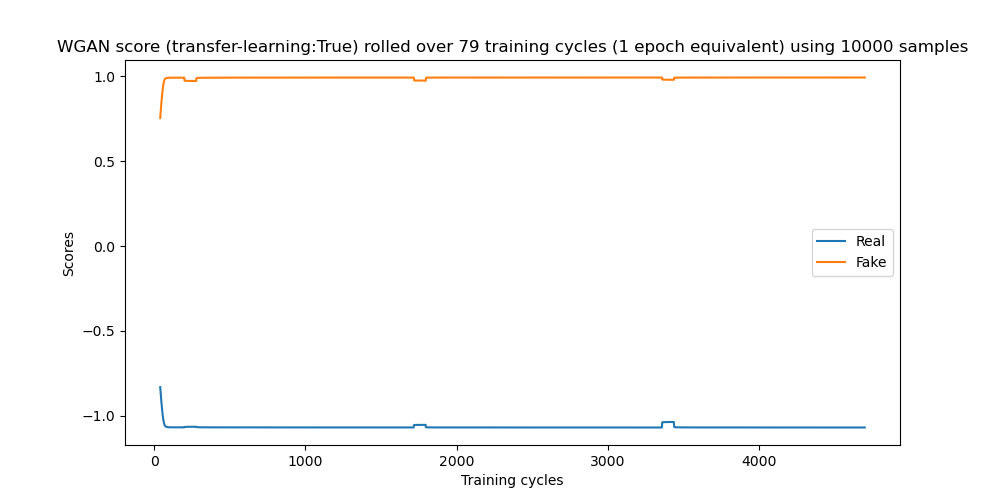 WGAN score (transfer-learning:True) rolled over 79 training cycles (1 epoch equivalent) using 10000 samples
1.0
0.5
0.0
−0.5
−1.0
Scores
Real
Fake
0 1000 2000 3000 4000
Training cycles